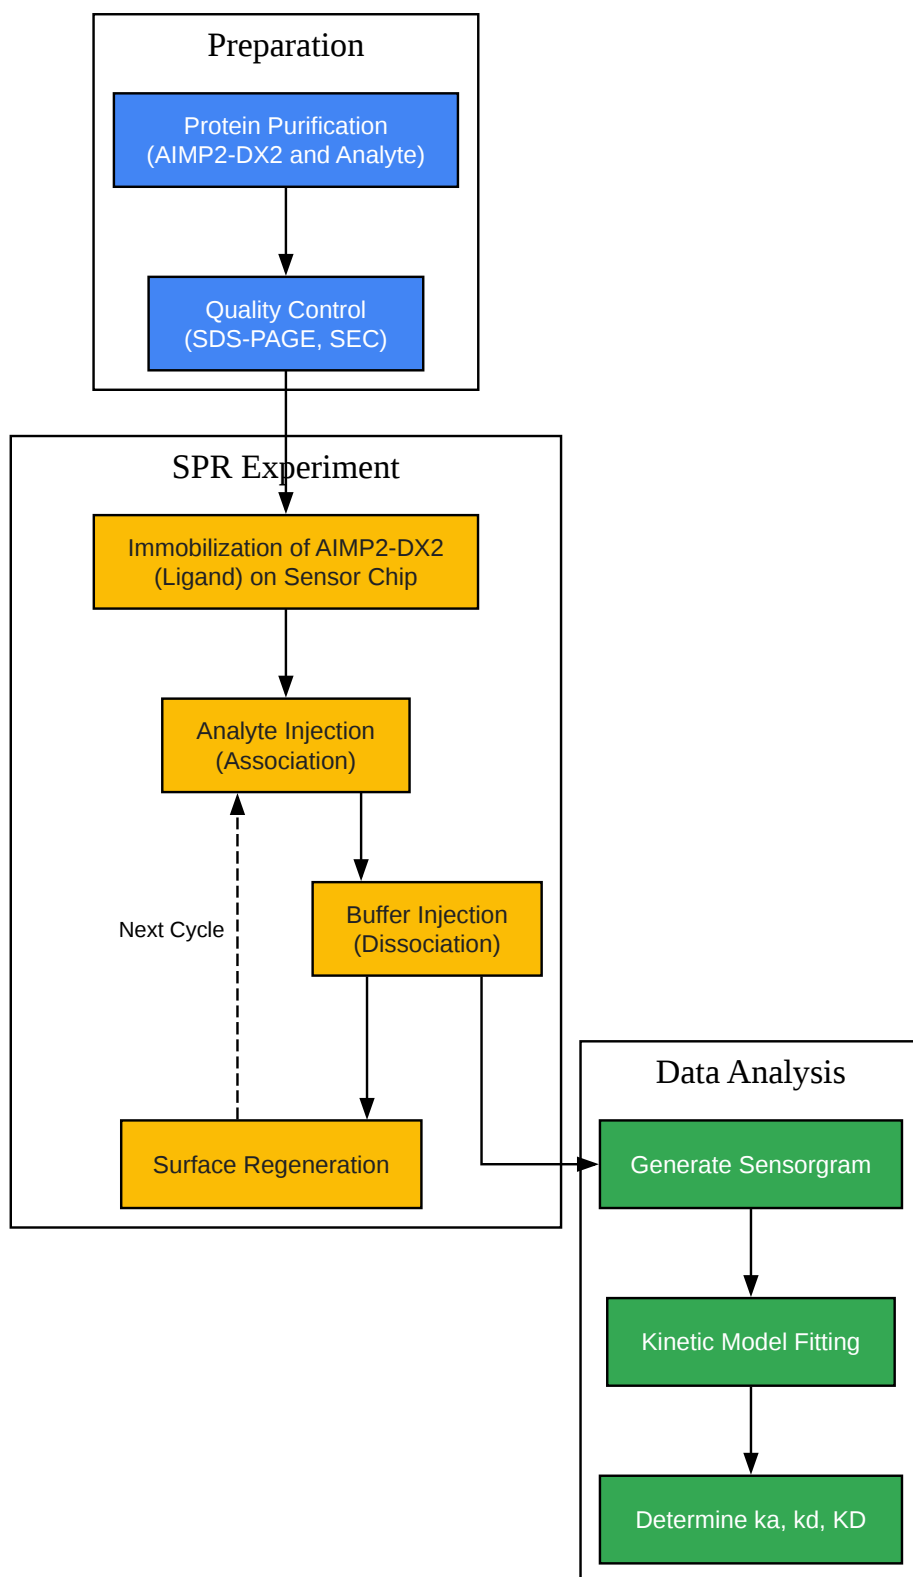 Preparation
Protein Purification
(AIMP2-DX2 and Analyte)
Quality Control
(SDS-PAGE, SEC)
SPR Experiment
Immobilization of AIMP2-DX2
(Ligand) on Sensor Chip
Analyte Injection
(Association)
Buffer Injection
(Dissociation)
Next Cycle
Surface Regeneration
Data Analysis
Generate Sensorgram
Kinetic Model Fitting
Determine ka, kd, KD